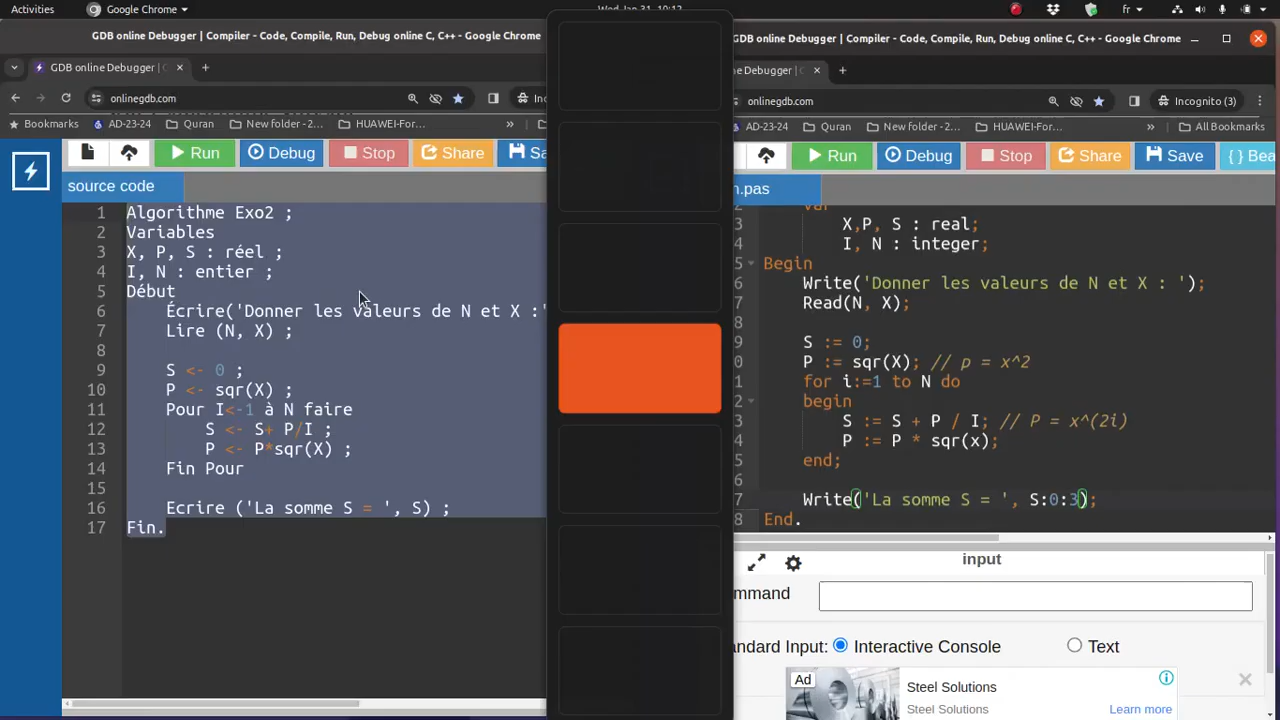 Activities
Google Chrome
Wed Jan 31, 10:12
fr
GDB online Debugger | Compiler - Code, Compile, Run, Debug online C, C++ - Google Chrome
GDB online Debugger | C
onlinegdb.com
Inc
Bookmarks
AD-23-24
Quran
New folder -2...
HUAWEI-For...
»
Run
Debug
Stop
Share
Sa
source code
1 Algorithme Exo2 ;
2 Variables
3 X, P, S : réel ;
4 I, N : entier ;
5 Début
6 Écrire('Donner les valeurs de N et X :'
7 Lire (N, X) ;
8
9 S <- 0 ;
10 P <- sqr(X) ;
11 Pour I<-1 à N faire
12 S <- S+ P/I ;
13 P <- P*sqr(X) ;
14 Fin Pour
15
16 Ecrire ('La somme S = ', S) ;
17 Fin.
GDB online Debugger | Compiler - Code, Compile, Run, Debug online C, C++ - Google Chrome
ne Debugger | C
onlinegdb.com
Incognito (3)
AD-23-24
Quran
New folder -2...
HUAWEI-For...
»
All Bookmarks
Run
Debug
Stop
Share
Save
{ } Bea
n.pas
2 var
3 X,P, S : real;
4 I, N : integer;
5 Begin
6 Write('Donner les valeurs de N et X : ');
7 Read(N, X);
8
9 S := 0;
0 P := sqr(X); // p = x^2
1 for i:=1 to N do
2 begin
3 S := S + P / I; // P = x^(2i)
4 P := P * sqr(x);
5 end;
6
7 Write('La somme S = ', S:0:3);
8 End.
input
mmand
andard Input:
Interactive Console
Text
Ad
Steel Solutions
Steel Solutions
Learn more